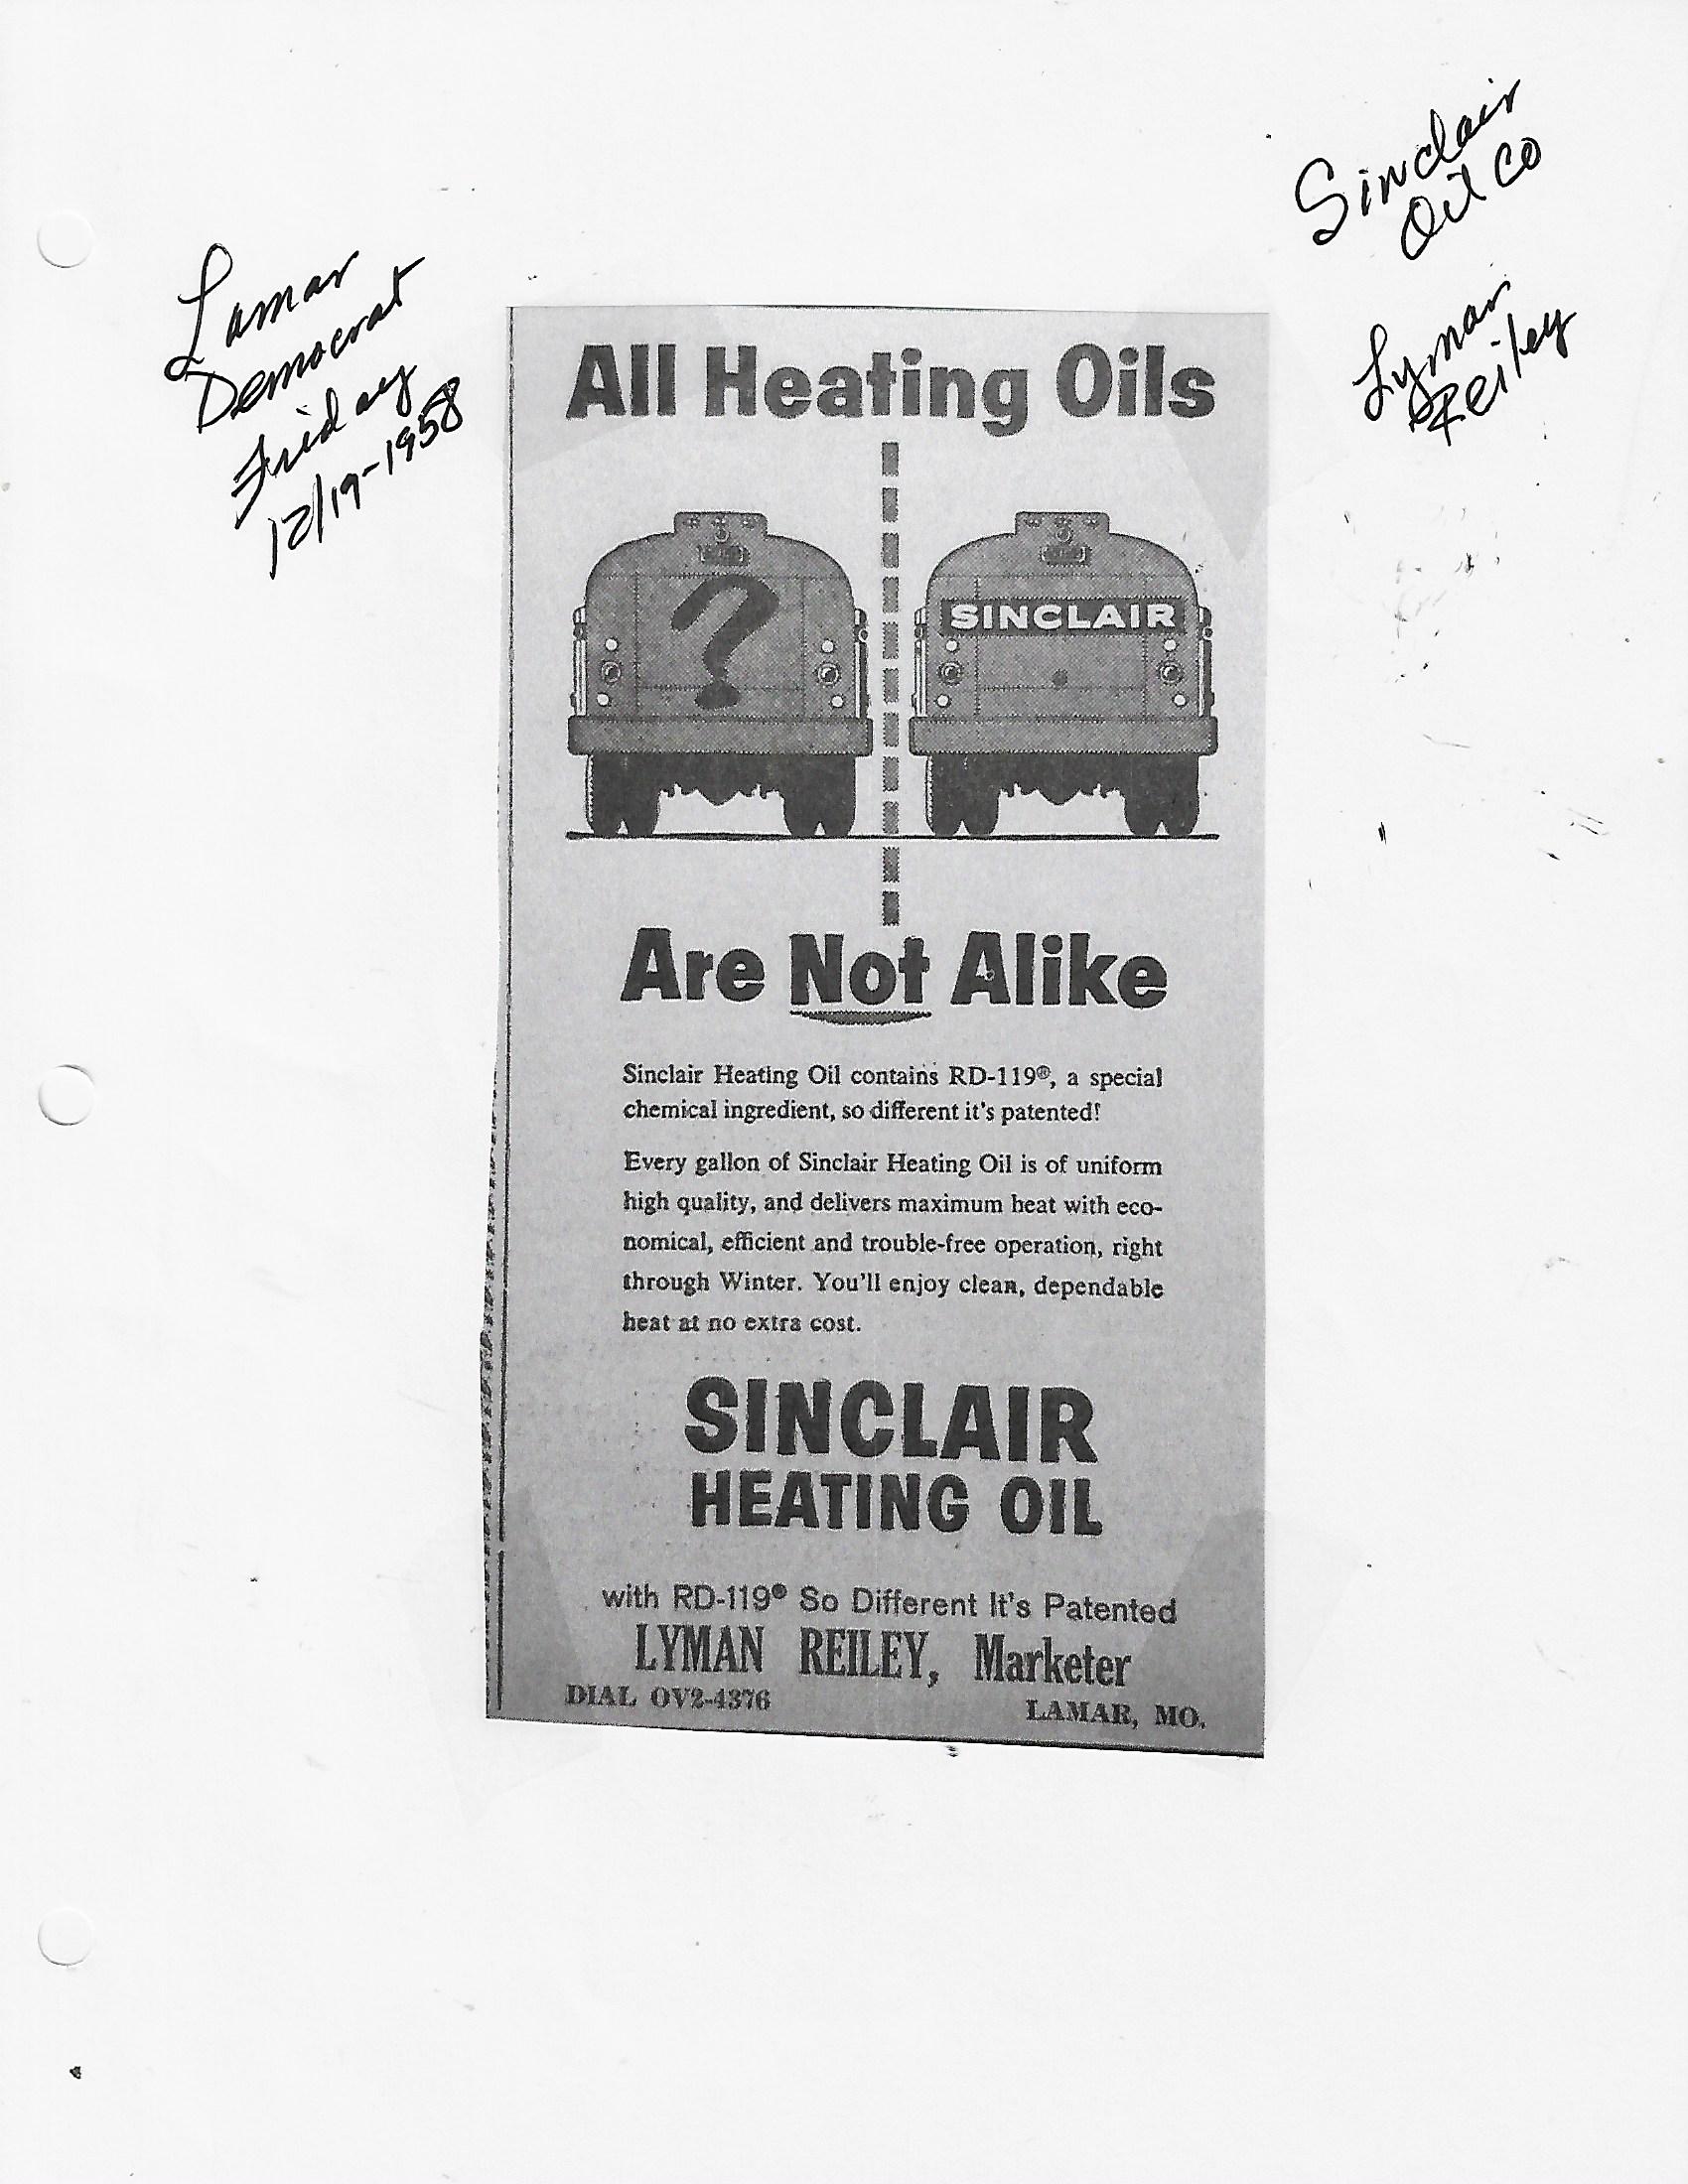 Sinclair
Oil Co
Lyman
Reiley
Lamar
Democrat
Friday
12/19-1958
All Heating Oils
?
SINCLAIR
Are Not Alike
Sinclair Heating Oil contains RD-119®, a special
chemical ingredient, so different it's patented!
Every gallon of Sinclair Heating Oil is of uniform
high quality, and delivers maximum heat with eco-
nomical, efficient and trouble-free operation, right
through Winter. You'll enjoy clean, dependable
heat at no extra cost.
SINCLAIR
HEATING OIL
with RD-119® So Different It's Patented
LYMAN REILEY, Marketer
DIAL OV2-4376 LAMAR, MO.